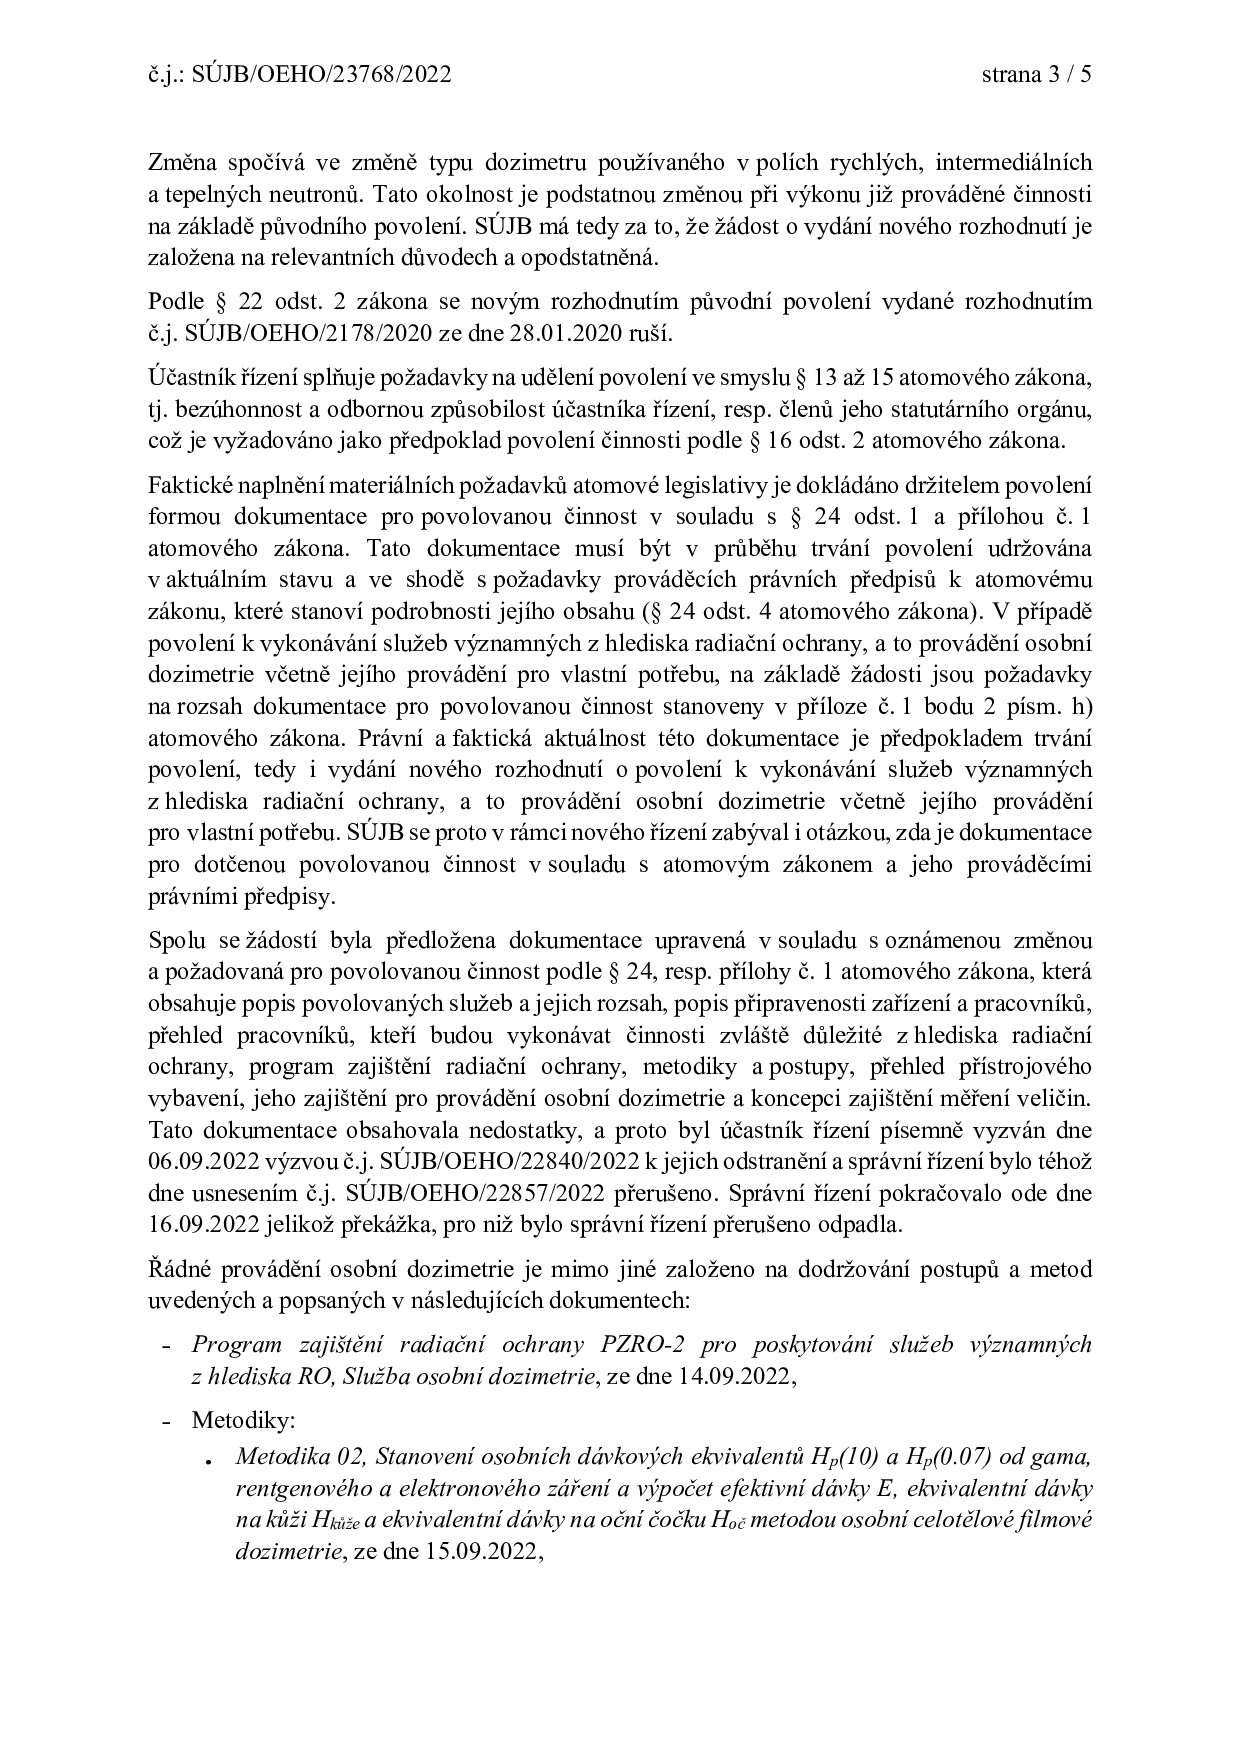 č.j.: SÚJB/OEHO/23768/2022 strana 3 / 5
Změna spočívá ve změně typu dozimetru používaného v polích rychlých, intermediálních
a tepelných neutronů. Tato okolnost je podstatnou změnou při výkonu již prováděné činnosti
na základě původního povolení. SÚJB má tedy za to, že žádost o vydání nového rozhodnutí je
založena na relevantních důvodech a opodstatněná.
Podle § 22 odst. 2 zákona se novým rozhodnutím původní povolení vydané rozhodnutím
č.j. SÚJB/OEHO/2178/2020 ze dne 28.01.2020 ruší.
Účastník řízení splňuje požadavky na udělení povolení ve smyslu § 13 až 15 atomového zákona,
tj. bezúhonnost a odbornou způsobilost účastníka řízení, resp. členů jeho statutárního orgánu,
což je vyžadováno jako předpoklad povolení činnosti podle § 16 odst. 2 atomového zákona.
Faktické naplnění materiálních požadavků atomové legislativy je dokládáno držitelem povolení
formou dokumentace pro povolovanou činnost v souladu s § 24 odst. 1 a přílohou č. 1
atomového zákona. Tato dokumentace musí být v průběhu trvání povolení udržována
v aktuálním stavu a ve shodě s požadavky prováděcích právních předpisů k atomovému
zákonu, které stanoví podrobnosti jejího obsahu (§ 24 odst. 4 atomového zákona). V případě
povolení k vykonávání služeb významných z hlediska radiační ochrany, a to provádění osobní
dozimetrie včetně jejího provádění pro vlastní potřebu, na základě žádosti jsou požadavky
na rozsah dokumentace pro povolovanou činnost stanoveny v příloze č. 1 bodu 2 písm. h)
atomového zákona. Právní a faktická aktuálnost této dokumentace je předpokladem trvání
povolení, tedy i vydání nového rozhodnutí o povolení k vykonávání služeb významných
z hlediska radiační ochrany, a to provádění osobní dozimetrie včetně jejího provádění
pro vlastní potřebu. SÚJB se proto v rámci nového řízení zabýval i otázkou, zda je dokumentace
pro dotčenou povolovanou činnost v souladu s atomovým zákonem a jeho prováděcími
právními předpisy.
Spolu se žádostí byla předložena dokumentace upravená v souladu s oznámenou změnou
a požadovaná pro povolovanou činnost podle § 24, resp. přílohy č. 1 atomového zákona, která
obsahuje popis povolovaných služeb a jejich rozsah, popis připravenosti zařízení a pracovníků,
přehled pracovníků, kteří budou vykonávat činnosti zvláště důležité z hlediska radiační
ochrany, program zajištění radiační ochrany, metodiky a postupy, přehled přístrojového
vybavení, jeho zajištění pro provádění osobní dozimetrie a koncepci zajištění měření veličin.
Tato dokumentace obsahovala nedostatky, a proto byl účastník řízení písemně vyzván dne
06.09.2022 výzvou č.j. SÚJB/OEHO/22840/2022 k jejich odstranění a správní řízení bylo téhož
dne usnesením č.j. SÚJB/OEHO/22857/2022 přerušeno. Správní řízení pokračovalo ode dne
16.09.2022 jelikož překážka, pro niž bylo správní řízení přerušeno odpadla.
Řádné provádění osobní dozimetrie je mimo jiné založeno na dodržování postupů a metod
uvedených a popsaných v následujících dokumentech:
- Program zajištění radiační ochrany PZRO-2 pro poskytování služeb významných
z hlediska RO, Služba osobní dozimetrie, ze dne 14.09.2022,
- Metodiky:
• Metodika 02, Stanovení osobních dávkových ekvivalentů Hp(10) a Hp(0.07) od gama,
rentgenového a elektronového záření a výpočet efektivní dávky E, ekvivalentní dávky
na kůži Hkůže a ekvivalentní dávky na oční čočku Hoč metodou osobní celotělové filmové
dozimetrie, ze dne 15.09.2022,